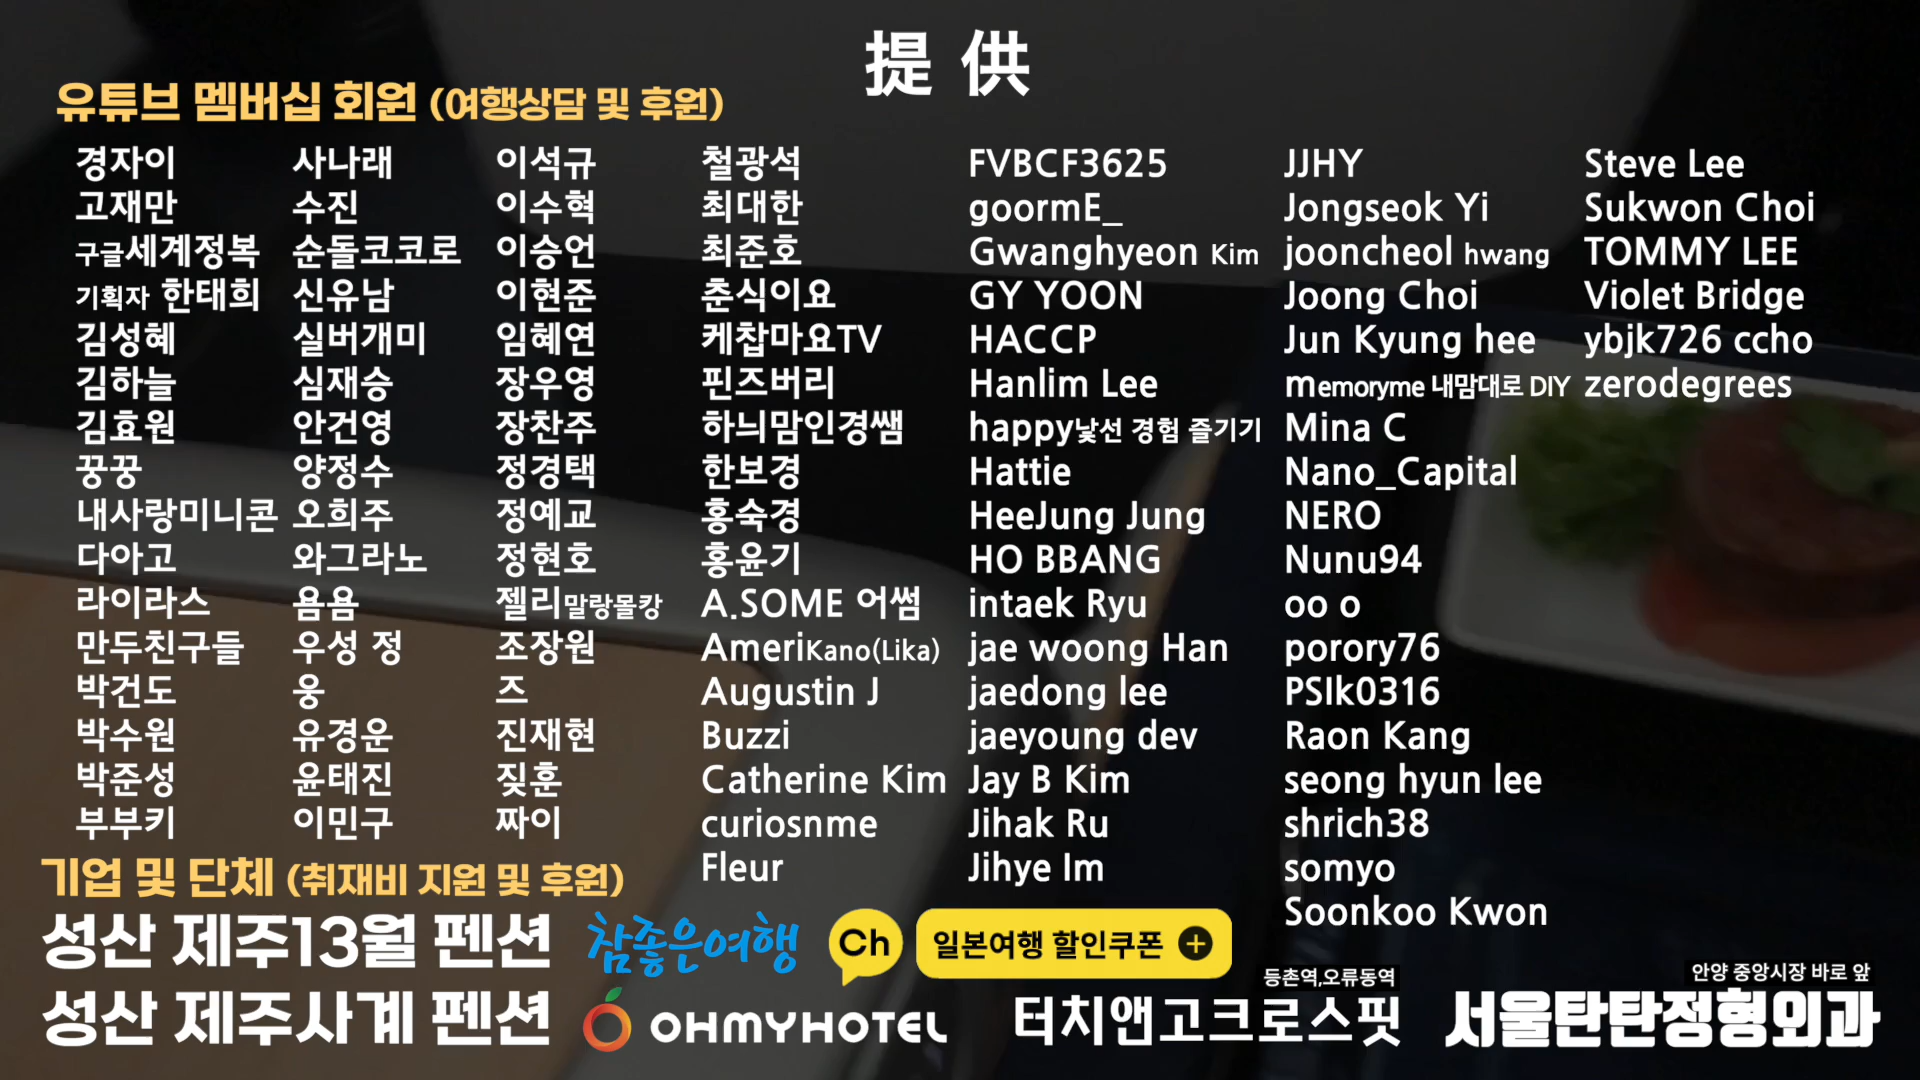 提 供
유튜브 멤버십 회원 (여행상담 및 후원)
경자이
고재만
구글세계정복
기획자 한태희
김성혜
김하늘
김효원
꿍꿍
내사랑미니콘
다아고
라이라스
만두친구들
박건도
박수원
박준성
부부키
사나래
수진
순돌코코로
신유남
실버개미
심재승
안건영
양정수
오희주
와그라노
욤욤
우성 정
웅
유경운
윤태진
이민구
이석규
이수혁
이승언
이현준
임혜연
장우영
장찬주
정경택
정예교
정현호
젤리말랑몰캉
조장원
즈
진재현
짖훈
짜이
철광석
최대한
최준호
춘식이요
케찹마요TV
핀즈버리
하늬맘인경쌤
한보경
홍숙경
홍윤기
A.SOME 어썸
AmeriKano(Lika)
Augustin J
Buzzi
Catherine Kim
curiosnme
Fleur
FVBCF3625
goormE_
Gwanghyeon Kim
GY YOON
HACCP
Hanlim Lee
happy낯선 경험 즐기기
Hattie
HeeJung Jung
HO BBANG
intaek Ryu
jae woong Han
jaedong lee
jaeyoung dev
Jay B Kim
Jihak Ru
Jihye Im
JJHY
Jongseok Yi
jooncheol hwang
Joong Choi
Jun Kyung hee
memoryme 내맘대로 DIY
Mina C
Nano_Capital
NERO
Nunu94
oo o
porory76
PSIk0316
Raon Kang
seong hyun lee
shrich38
somyo
Soonkoo Kwon
Steve Lee
Sukwon Choi
TOMMY LEE
Violet Bridge
ybjk726 ccho
zerodegrees
기업 및 단체 (취재비 지원 및 후원)
성산 제주13월 펜션
참좋은여행
Ch
일본여행 할인쿠폰 +
성산 제주사계 펜션
OHMYHOTEL
등촌역,오류동역
터치앤고크로스핏
안양 중앙시장 바로 앞
서울탄탄정형외과